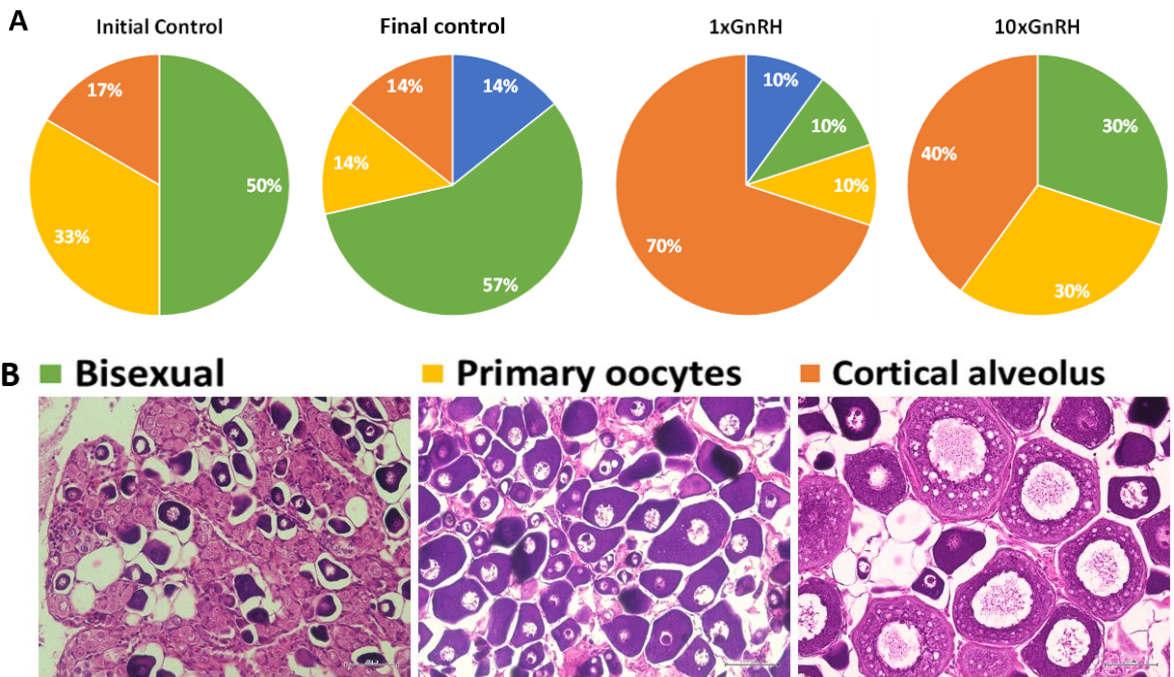 A
Initial Control
Final control
1xGnRH
10xGnRH
17%
50%
33%
14%
14%
14%
57%
10%
10%
10%
70%
30%
40%
30%
B
Bisexual
Primary oocytes
Cortical alveolus